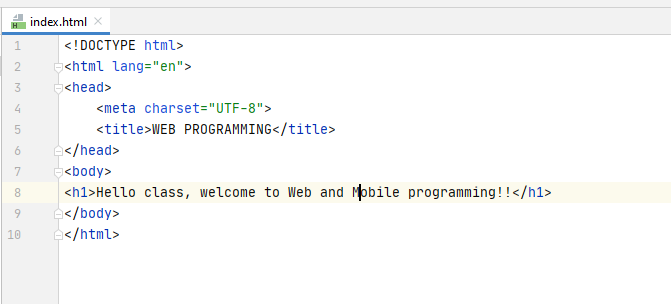 index.html
1 <!DOCTYPE html>
2 <html lang="en">
3 <head>
4     <meta charset="UTF-8">
5     <title>WEB PROGRAMMING</title>
6 </head>
7 <body>
8 <h1>Hello class, welcome to Web and Mobile programming!!</h1>
9 </body>
10 </html>